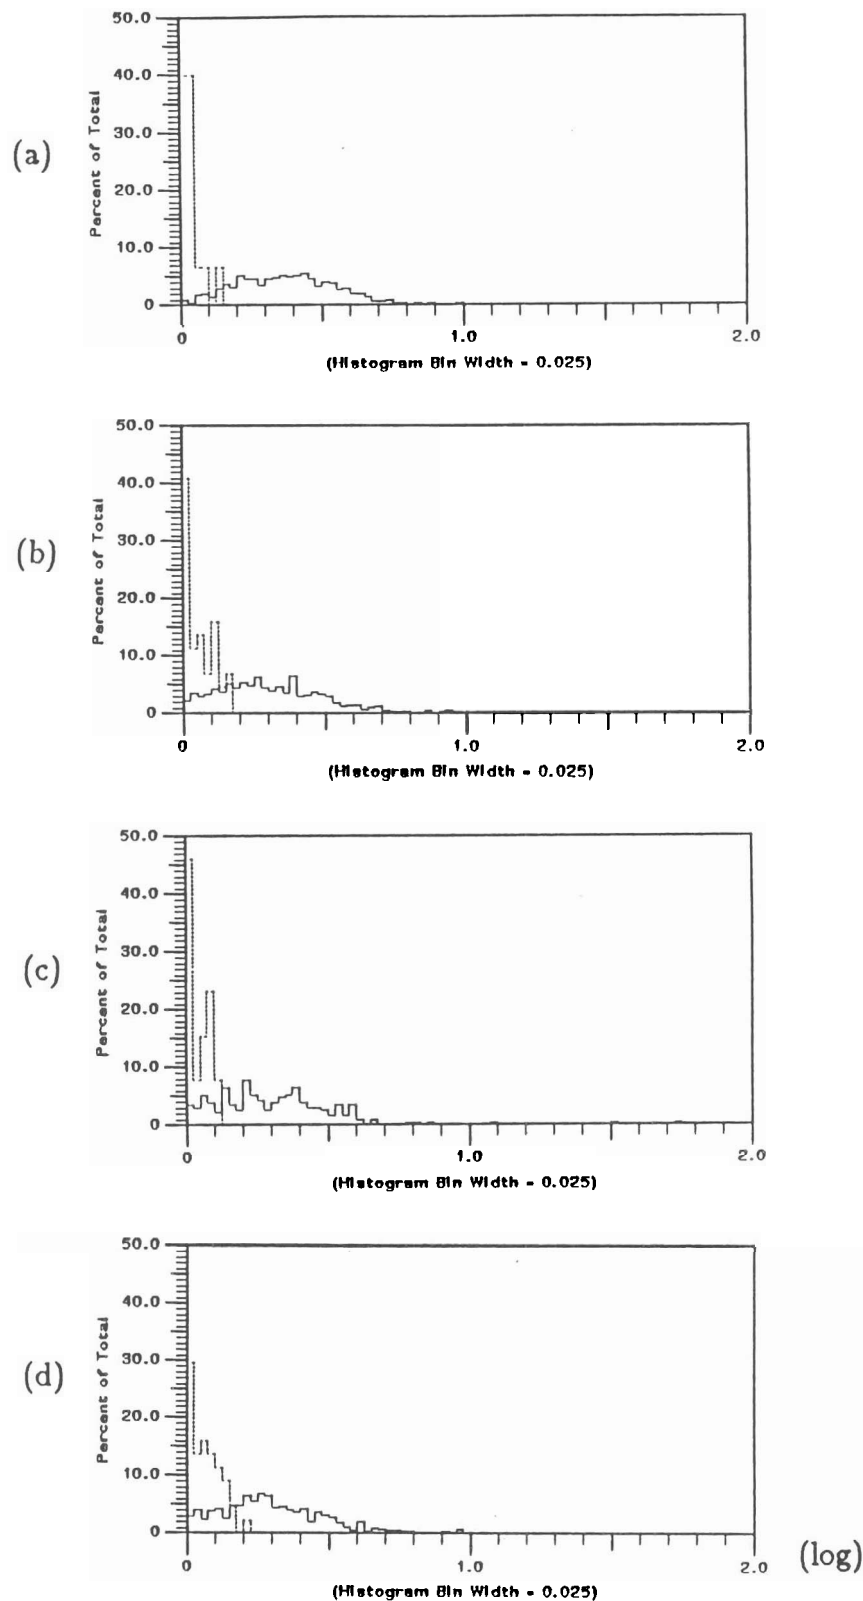 (a)
Percent of Total
50.0
40.0
30.0
20.0
10.0
0
0 1.0 2.0
(Histogram Bin Width - 0.025)
(b)
Percent of Total
50.0
40.0
30.0
20.0
10.0
0
0 1.0 2.0
(Histogram Bin Width - 0.025)
(c)
Percent of Total
50.0
40.0
30.0
20.0
10.0
0
0 1.0 2.0
(Histogram Bin Width - 0.025)
(d)
Percent of Total
50.0
40.0
30.0
20.0
10.0
0
0 1.0 2.0 (log)
(Histogram Bin Width - 0.025)